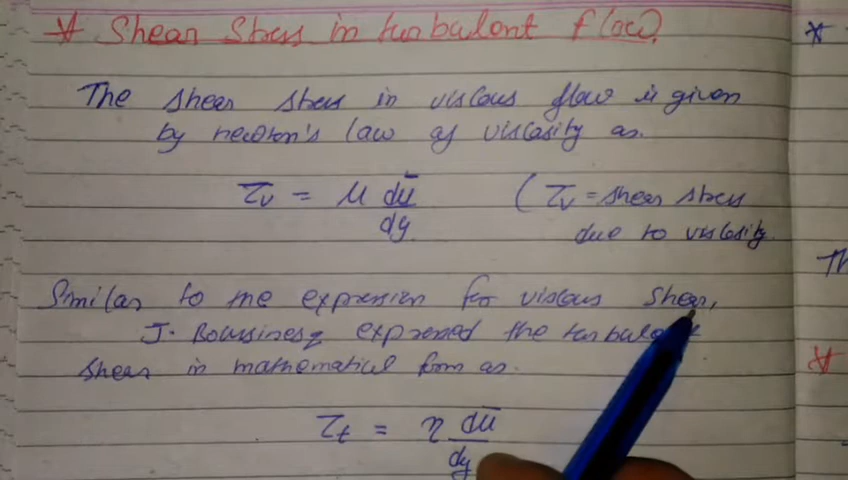 * Shear Stress in turbulent flow.
The shear stress in viscous flow is given
by newton's law of viscosity as.
τv = μ dū/dy (τv = shear stress
due to viscosity.
Similar to the expression for viscous shear,
J. Boussinesq expressed the turbulent
shear in mathematical form as.
τt = η dū/dy
*
Th
*